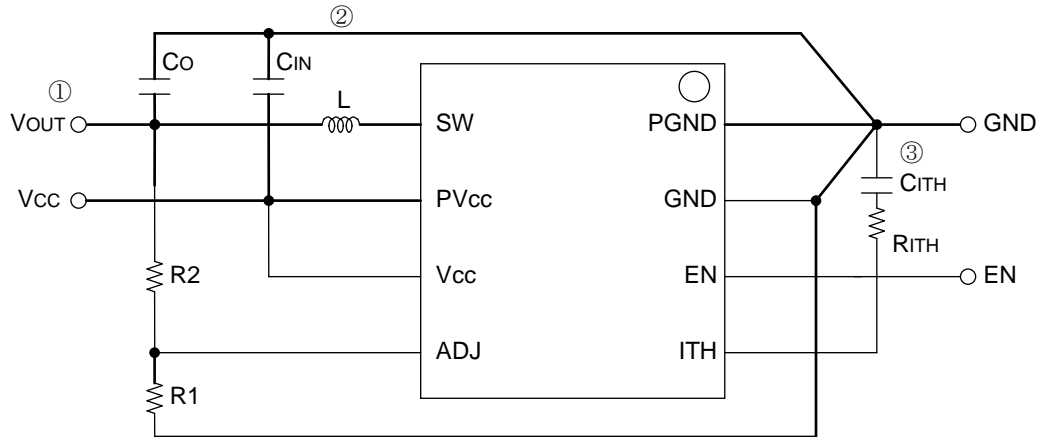 ②
CO
CIN
①
L
VOUT
SW
PGND
GND
③
CITH
VCC
PVCC
GND
RITH
R2
VCC
EN
EN
ADJ
ITH
R1